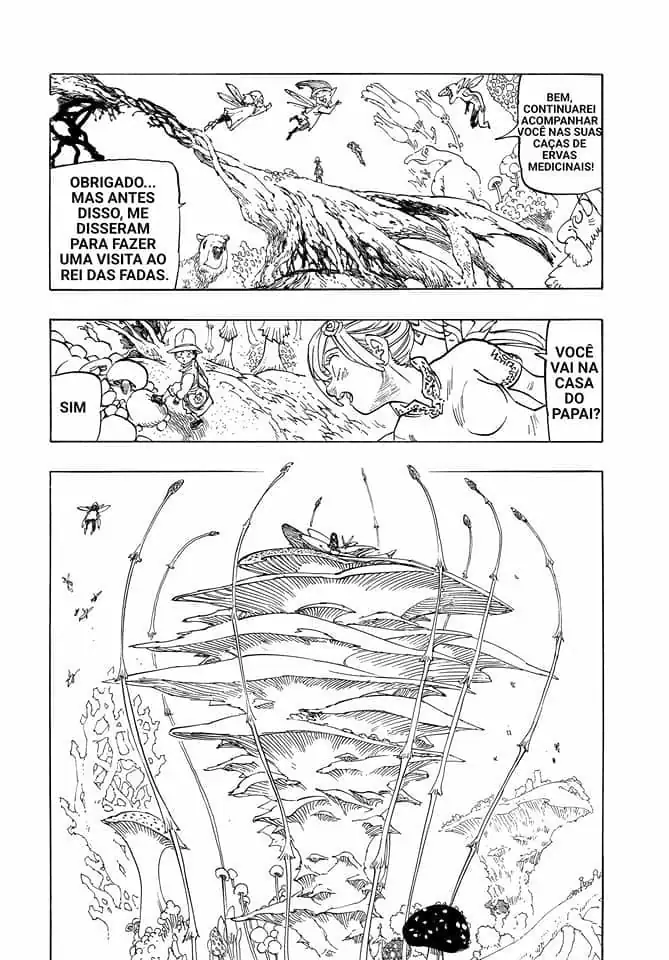 BEM,
CONTINUAREI
ACOMPANHAR
VOCÊ NAS SUAS
CAÇAS DE
ERVAS
MEDICINAIS!
OBRIGADO...
MAS ANTES
DISSO, ME
DISSERAM
PARA FAZER
UMA VISITA AO
REI DAS FADAS.
VOCÊ
VAI NA
CASA
DO
PAPAI?
SIM